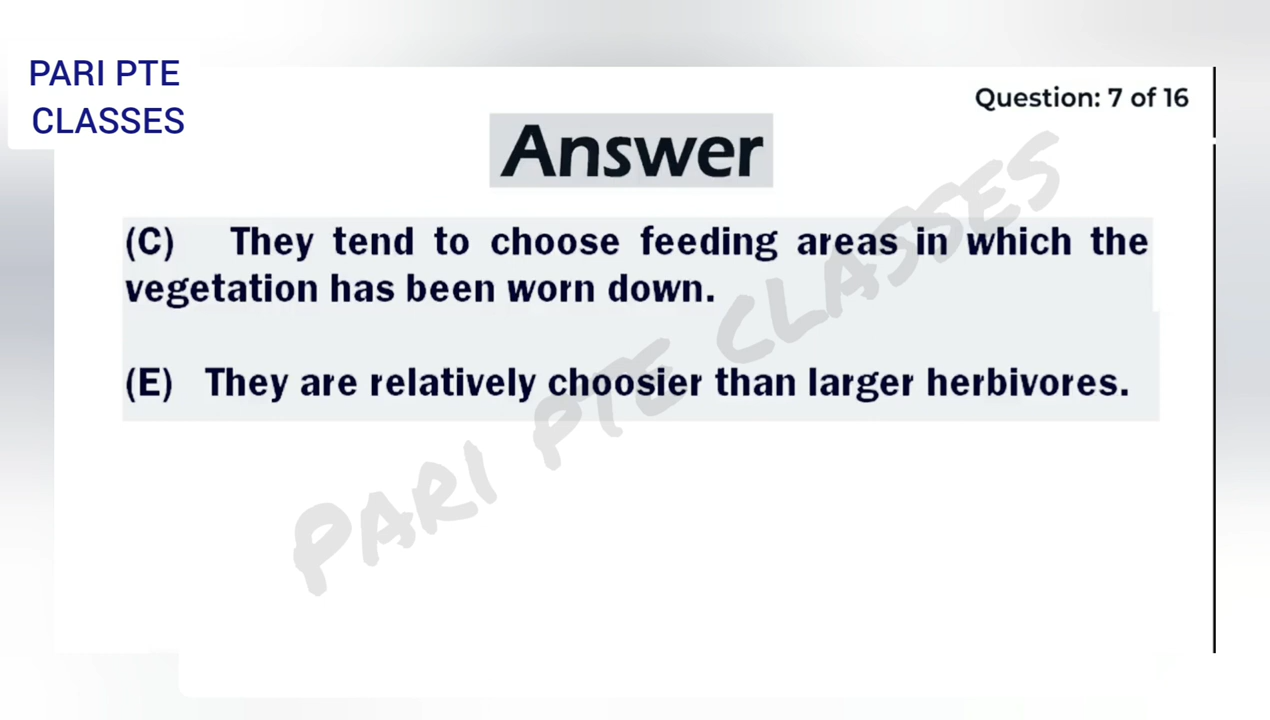 PARI PTE
CLASSES
Question: 7 of 16
Answer
(C) They tend to choose feeding areas in which the
vegetation has been worn down.
(E) They are relatively choosier than larger herbivores.
PARI PTE CLASSES